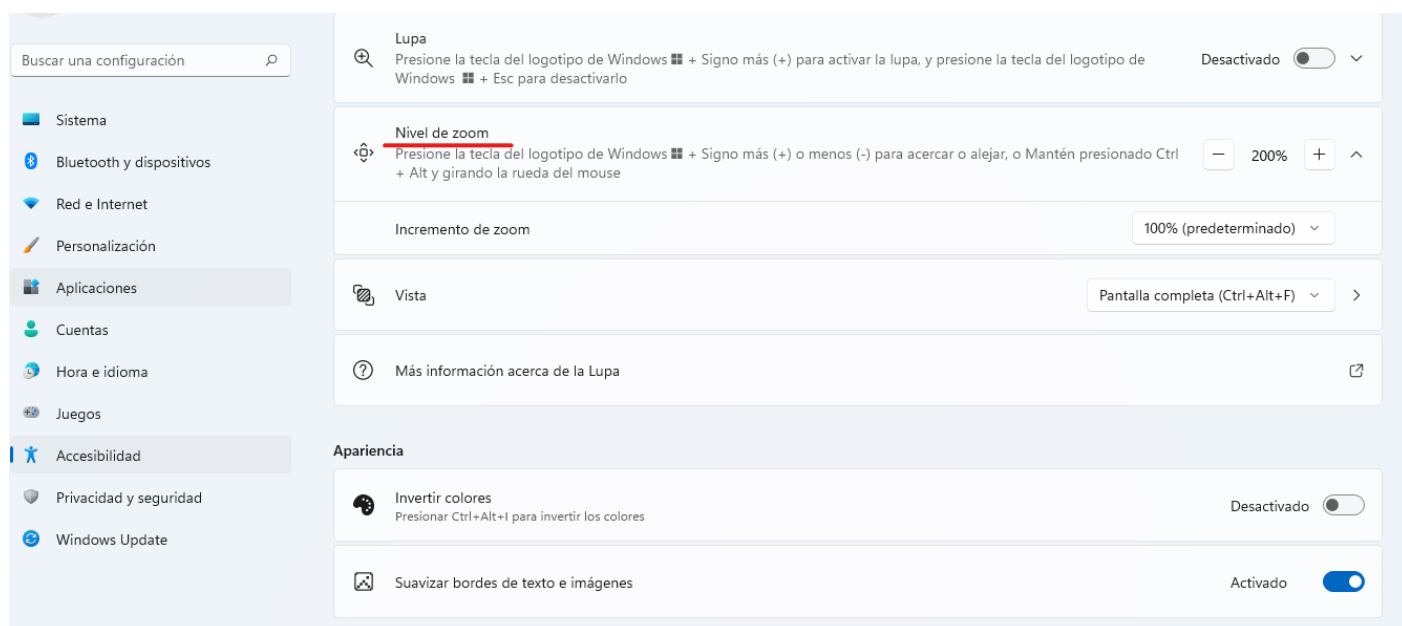 Buscar una configuración
Sistema
Bluetooth y dispositivos
Red e Internet
Personalización
Aplicaciones
Cuentas
Hora e idioma
Juegos
Accesibilidad
Privacidad y seguridad
Windows Update
Lupa
Presione la tecla del logotipo de Windows + Signo más (+) para activar la lupa, y presione la tecla del logotipo de
Windows + Esc para desactivarlo
Desactivado
Nivel de zoom
Presione la tecla del logotipo de Windows + Signo más (+) o menos (-) para acercar o alejar, o Mantén presionado Ctrl
+ Alt y girando la rueda del mouse
200%
Incremento de zoom
100% (predeterminado)
Vista
Pantalla completa (Ctrl+Alt+F)
Más información acerca de la Lupa
Apariencia
Invertir colores
Presionar Ctrl+Alt+I para invertir los colores
Desactivado
Suavizar bordes de texto e imágenes
Activado